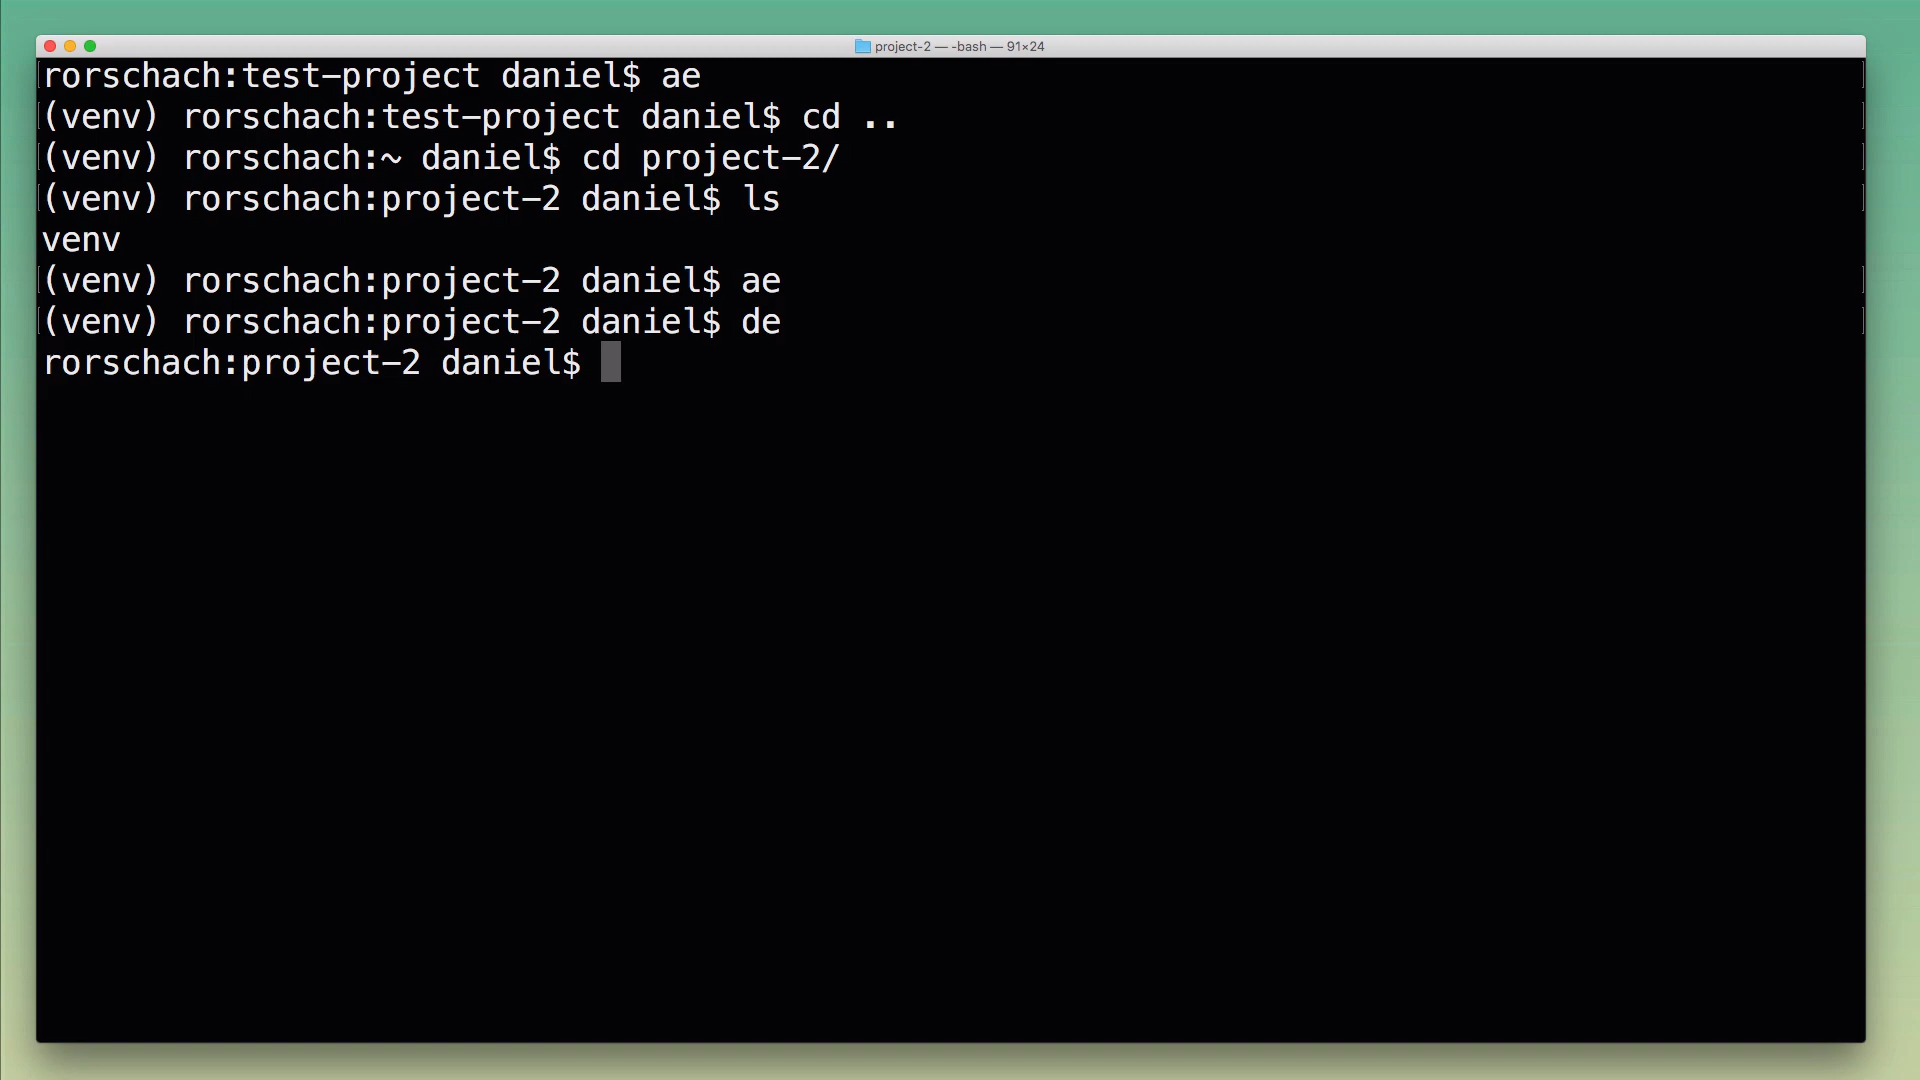 project-2 — -bash — 91×24
rorschach:test-project daniel$ ae
(venv) rorschach:test-project daniel$ cd ..
(venv) rorschach:~ daniel$ cd project-2/
(venv) rorschach:project-2 daniel$ ls
venv
(venv) rorschach:project-2 daniel$ ae
(venv) rorschach:project-2 daniel$ de
rorschach:project-2 daniel$